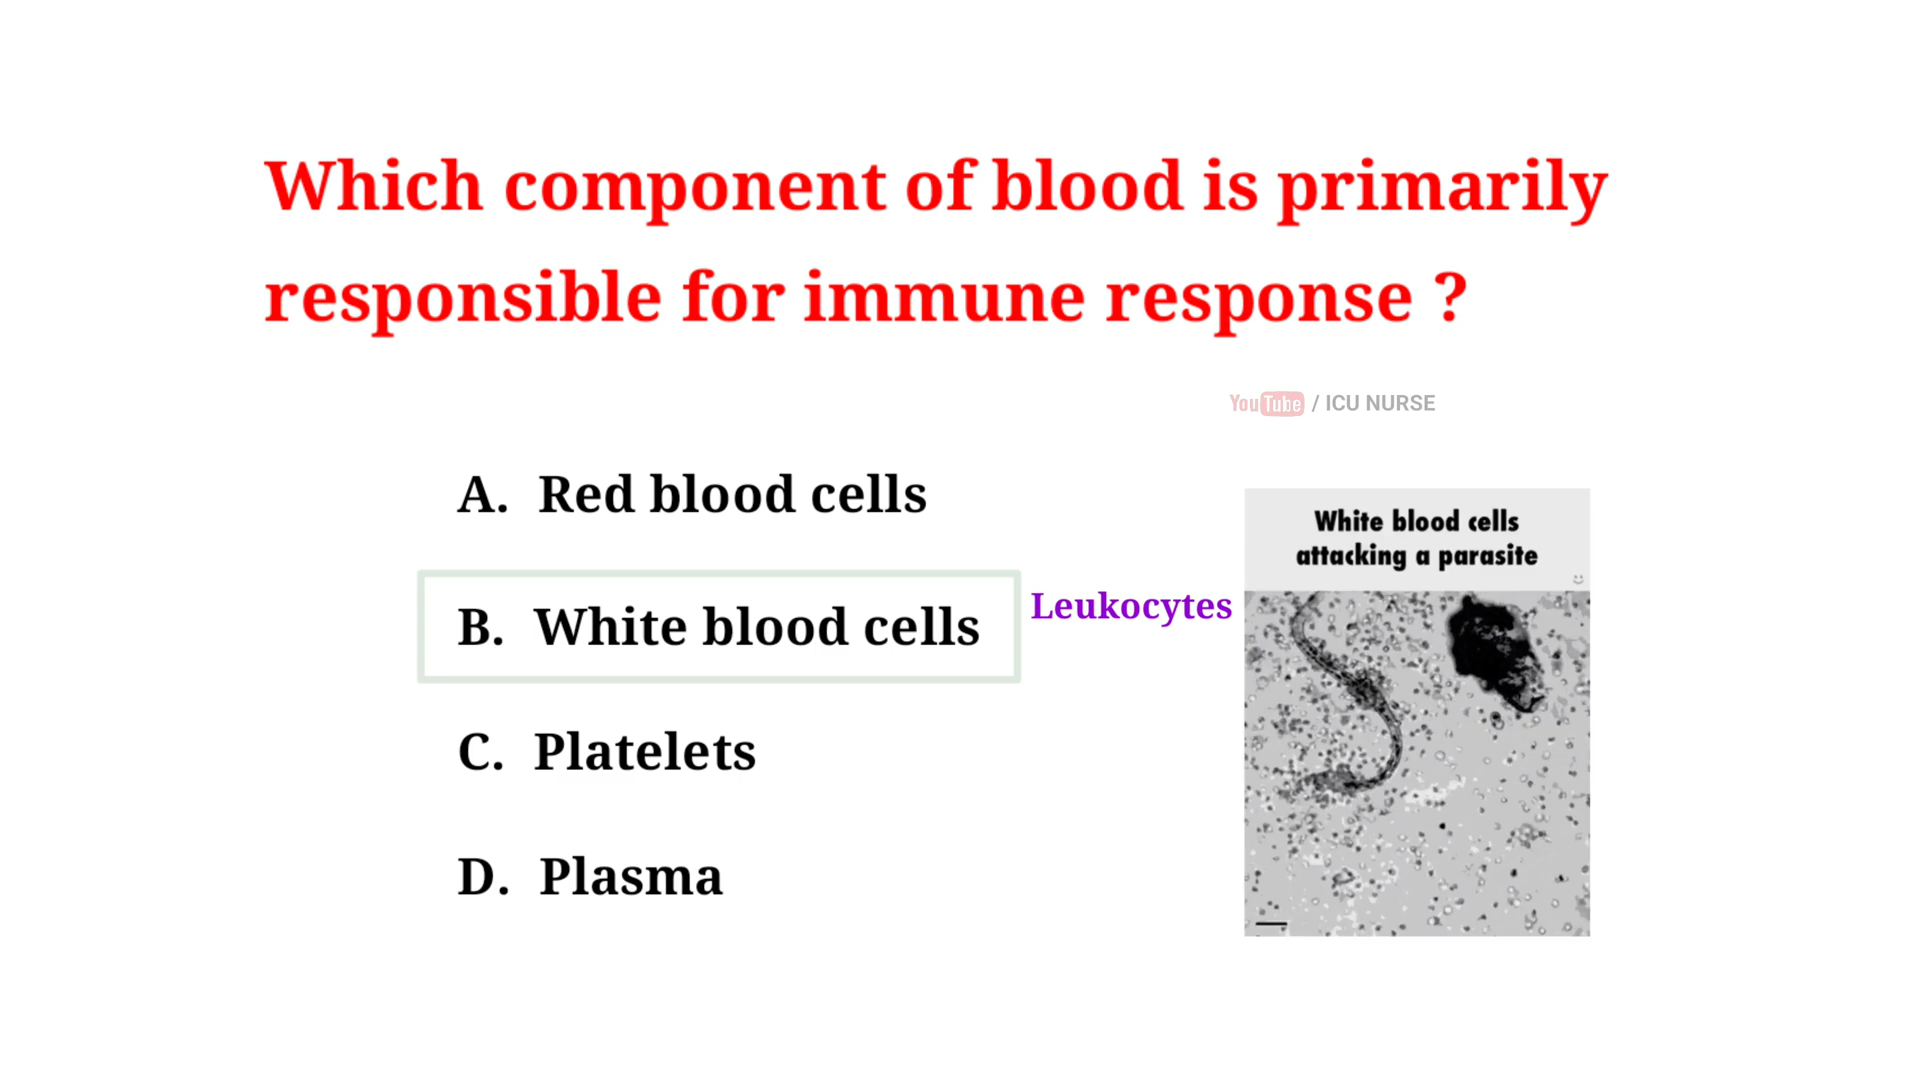 Which component of blood is primarily
responsible for immune response ?
YouTube / ICU NURSE
A. Red blood cells
B. White blood cells
Leukocytes
C. Platelets
D. Plasma
White blood cells
attacking a parasite